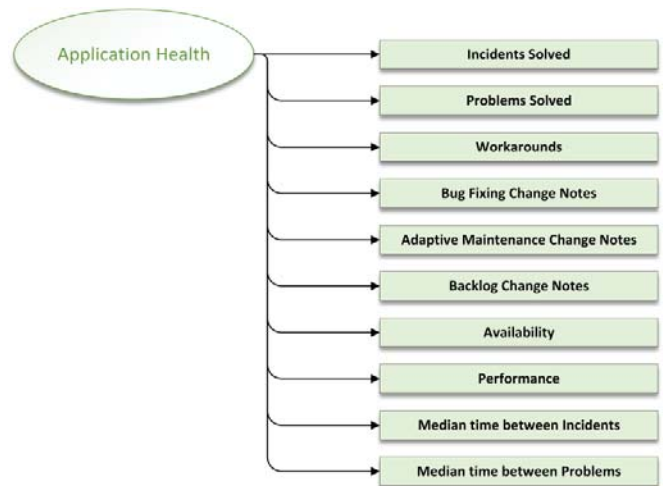 Application Health
Incidents Solved
Problems Solved
Workarounds
Bug Fixing Change Notes
Adaptive Maintenance Change Notes
Backlog Change Notes
Availability
Performance
Median time between Incidents
Median time between Problems